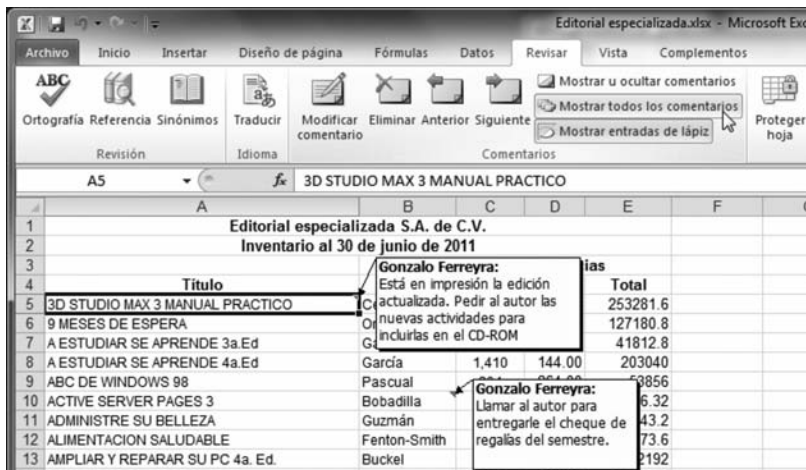 Editorial especializada.xlsx - Microsoft Exc
Archivo Inicio Insertar Diseño de página Fórmulas Datos Revisar Vista Complementos
ABC
Ortografía Referencia Sinónimos Traducir Modificar comentario Eliminar Anterior Siguiente
Mostrar u ocultar comentarios
Mostrar todos los comentarios
Mostrar entradas de lápiz
Proteger hoja
Revisión Idioma Comentarios
A5 fx 3D STUDIO MAX 3 MANUAL PRACTICO
A B C D E F
1 Editorial especializada S.A. de C.V.
2 Inventario al 30 de junio de 2011
3 ias
4 Título Total
5 3D STUDIO MAX 3 MANUAL PRACTICO 253281.6
6 9 MESES DE ESPERA 127180.8
7 A ESTUDIAR SE APRENDE 3a.Ed 41812.8
8 A ESTUDIAR SE APRENDE 4a.Ed García 1,410 144.00 203040
9 ABC DE WINDOWS 98 Pascual 3856
10 ACTIVE SERVER PAGES 3 Bobadilla 6.32
11 ADMINISTRE SU BELLEZA Guzmán 43.2
12 ALIMENTACION SALUDABLE Fenton-Smith 73.6
13 AMPLIAR Y REPARAR SU PC 4a. Ed. Buckel 2192
Gonzalo Ferreyra:
Está en impresión la edición
actualizada. Pedir al autor las
nuevas actividades para
incluirlas en el CD-ROM
Gonzalo Ferreyra:
Llamar al autor para
entregarle el cheque de
regalías del semestre.